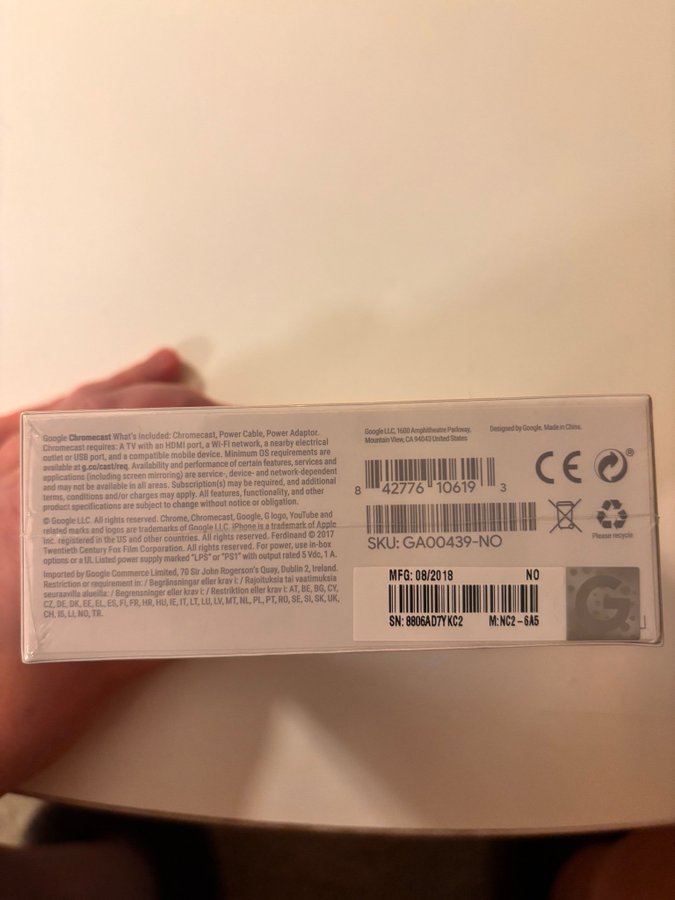 Google Chromecast What's included: Chromecast, Power Cable, Power Adaptor.
Chromecast requires: A TV with an HDMI port, a Wi-Fi network, a nearby electrical
outlet or USB port, and a compatible mobile device. Minimum OS requirements are
available at g.co/cast/req. Availability and performance of certain features, services and
applications (including screen mirroring) are service-, device- and network-dependent
and may not be available in all areas. Subscription(s) may be required, and additional
terms, conditions and/or charges may apply. All features, functionality, and other
product specifications are subject to change without notice or obligation.
© Google LLC. All rights reserved. Chrome, Chromecast, Google, G logo, YouTube and
related marks and logos are trademarks of Google LLC. iPhone is a trademark of Apple
Inc. registered in the US and other countries. All rights reserved. Ferdinand © 2017
Twentieth Century Fox Film Corporation. All rights reserved. For power, use in-box
options or a UL Listed power supply marked "LPS" or "PS1" with output rated 5 Vdc, 1 A.
Imported by Google Commerce Limited, 70 Sir John Rogerson's Quay, Dublin 2, Ireland.
Restriction or requirement in: / Begränsningar eller krav i: / Rajoituksia tai vaatimuksia
seuraavilla alueilla: / Begrensninger eller krav i: / Restriktion eller krav i: AT, BE, BG, CY,
CZ, DE, DK, EE, EL, ES, FI, FR, HR, HU, IE, IT, LT, LU, LV, MT, NL, PL, PT, RO, SE, SI, SK, UK,
CH, IS, LI, NO, TR.
Google LLC, 1600 Amphitheatre Parkway,
Mountain View, CA 94043 United States
Designed by Google. Made in China.
8 42776 10619 3
CE
SKU: GA00439-NO
Please recycle
MFG: 08/2018 NO
SN: 8806AD7YKC2 M: NC2-6A5
G